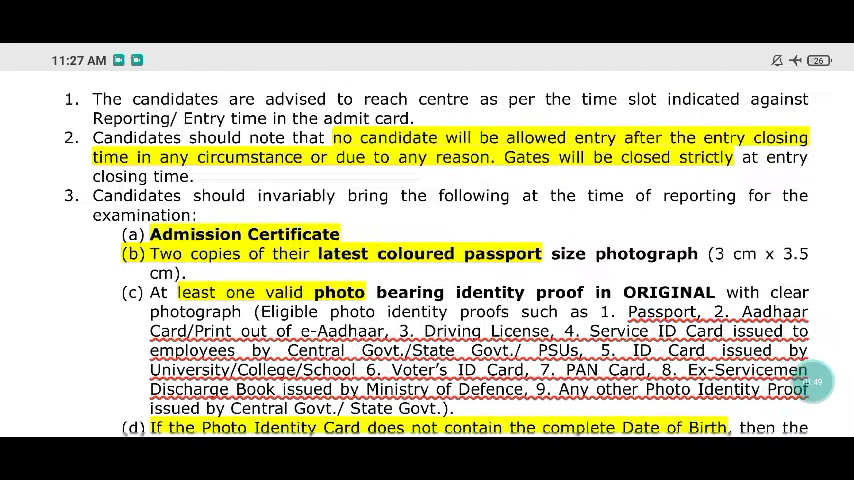 11:27 AM
26
1. The candidates are advised to reach centre as per the time slot indicated against
Reporting/ Entry time in the admit card.
2. Candidates should note that no candidate will be allowed entry after the entry closing
time in any circumstance or due to any reason. Gates will be closed strictly at entry
closing time.
3. Candidates should invariably bring the following at the time of reporting for the
examination:
(a) Admission Certificate
(b) Two copies of their latest coloured passport size photograph (3 cm x 3.5
cm).
(c) At least one valid photo bearing identity proof in ORIGINAL with clear
photograph (Eligible photo identity proofs such as 1. Passport, 2. Aadhaar
Card/Print out of e-Aadhaar, 3. Driving License, 4. Service ID Card issued to
employees by Central Govt./State Govt./ PSUs, 5. ID Card issued by
University/College/School 6. Voter's ID Card, 7. PAN Card, 8. Ex-Servicemen
Discharge Book issued by Ministry of Defence, 9. Any other Photo Identity Proof
issued by Central Govt./ State Govt.).
(d) If the Photo Identity Card does not contain the complete Date of Birth, then the